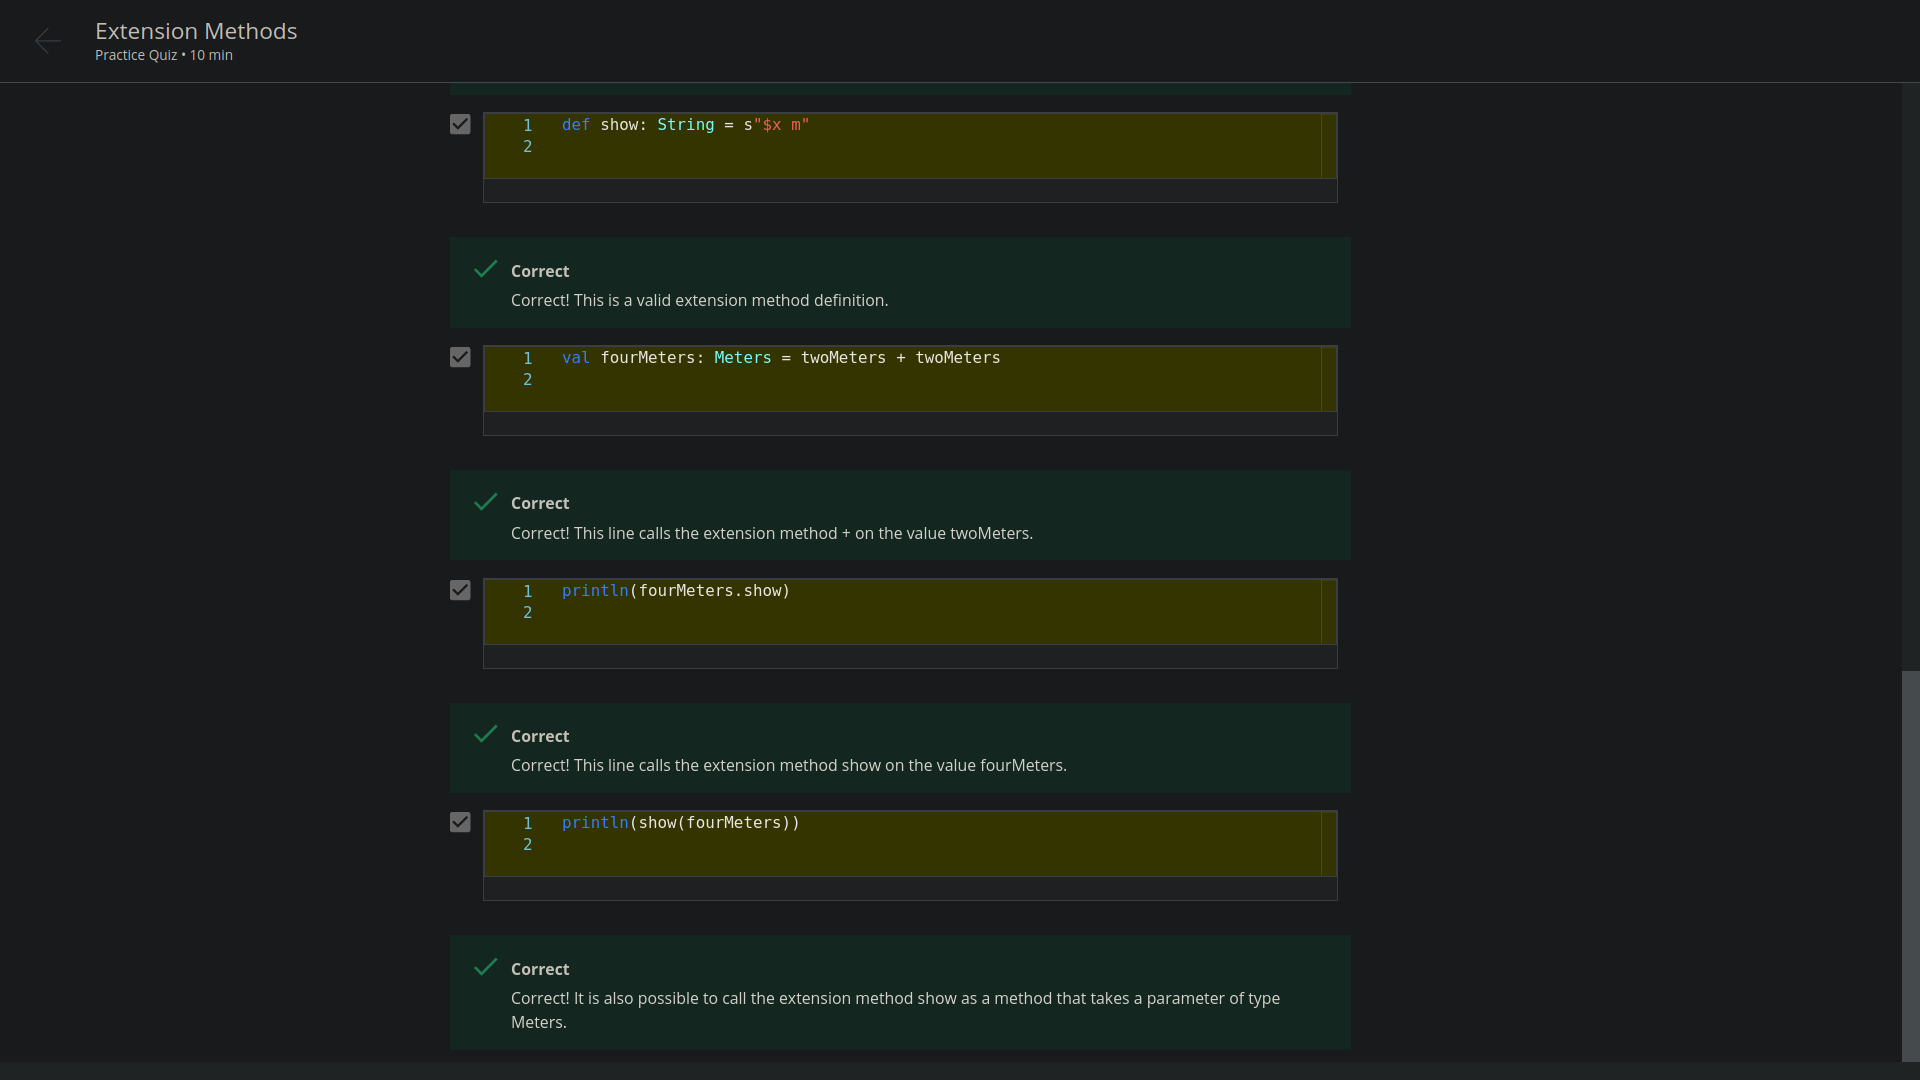 Extension Methods
Practice Quiz • 10 min
1 def show: String = s"$x m"
2
Correct
Correct! This is a valid extension method definition.
1 val fourMeters: Meters = twoMeters + twoMeters
2
Correct
Correct! This line calls the extension method + on the value twoMeters.
1 println(fourMeters.show)
2
Correct
Correct! This line calls the extension method show on the value fourMeters.
1 println(show(fourMeters))
2
Correct
Correct! It is also possible to call the extension method show as a method that takes a parameter of type
Meters.